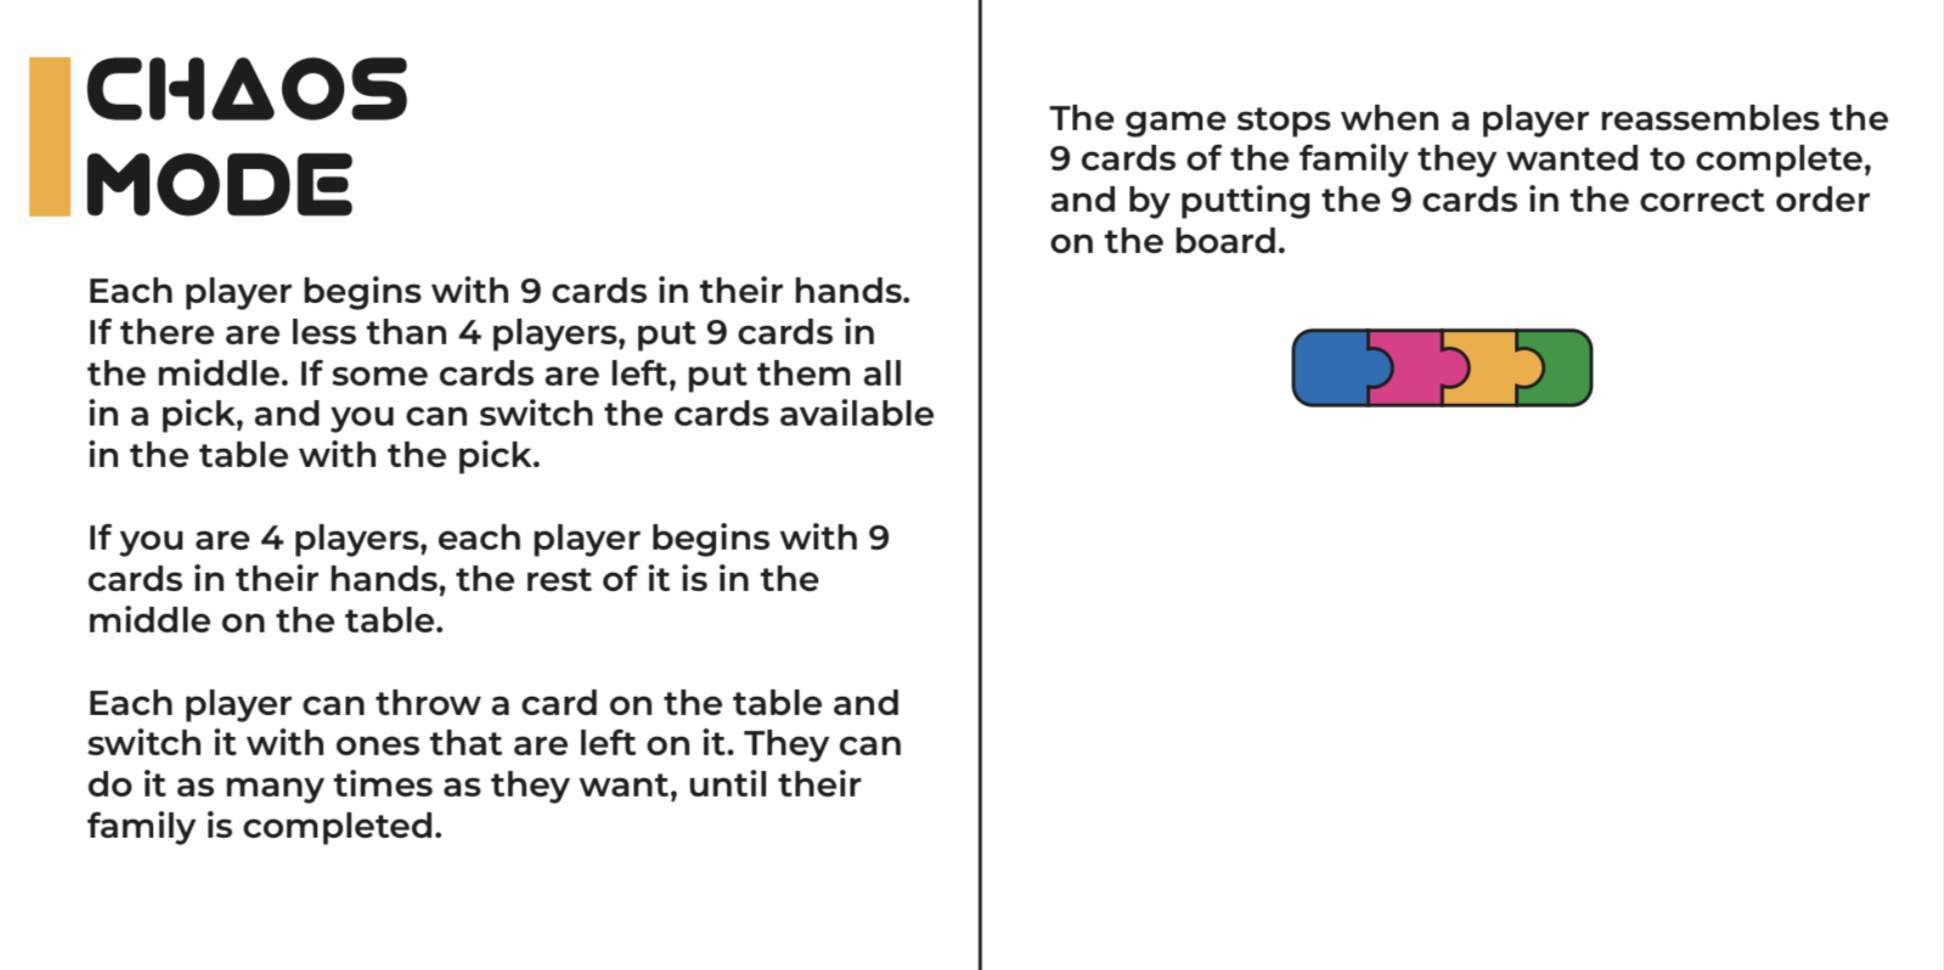 CHAOS
MODE
Each player begins with 9 cards in their hands.
If there are less than 4 players, put 9 cards in
the middle. If some cards are left, put them all
in a pick, and you can switch the cards available
in the table with the pick.
If you are 4 players, each player begins with 9
cards in their hands, the rest of it is in the
middle on the table.
Each player can throw a card on the table and
switch it with ones that are left on it. They can
do it as many times as they want, until their
family is completed.
The game stops when a player reassembles the
9 cards of the family they wanted to complete,
and by putting the 9 cards in the correct order
on the board.